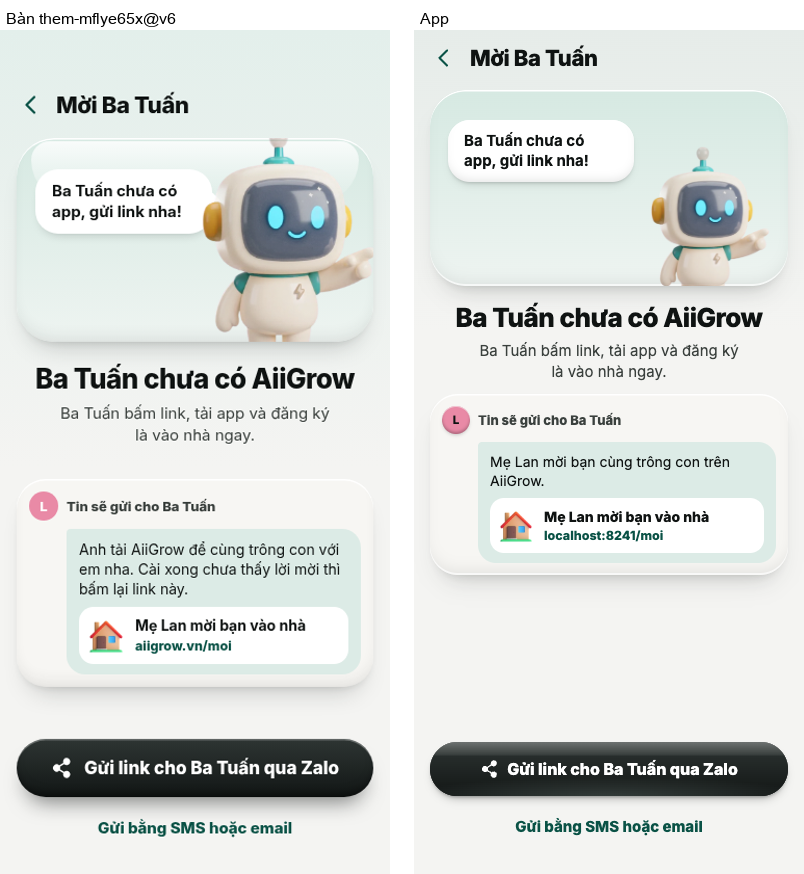 Bản them-mflye65x@v6
Mời Ba Tuấn
Ba Tuấn chưa có
app, gửi link nha!
Ba Tuấn chưa có AiiGrow
Ba Tuấn bấm link, tải app và đăng ký
là vào nhà ngay.
L
Tin sẽ gửi cho Ba Tuấn
Anh tải AiiGrow để cùng trông con với
em nha. Cài xong chưa thấy lời mời thì
bấm lại link này.
Mẹ Lan mời bạn vào nhà
aiigrow.vn/moi
Gửi link cho Ba Tuấn qua Zalo
Gửi bằng SMS hoặc email
App
Mời Ba Tuấn
Ba Tuấn chưa có
app, gửi link nha!
Ba Tuấn chưa có AiiGrow
Ba Tuấn bấm link, tải app và đăng ký
là vào nhà ngay.
L
Tin sẽ gửi cho Ba Tuấn
Mẹ Lan mời bạn cùng trông con trên
AiiGrow.
Mẹ Lan mời bạn vào nhà
localhost:8241/moi
Gửi link cho Ba Tuấn qua Zalo
Gửi bằng SMS hoặc email